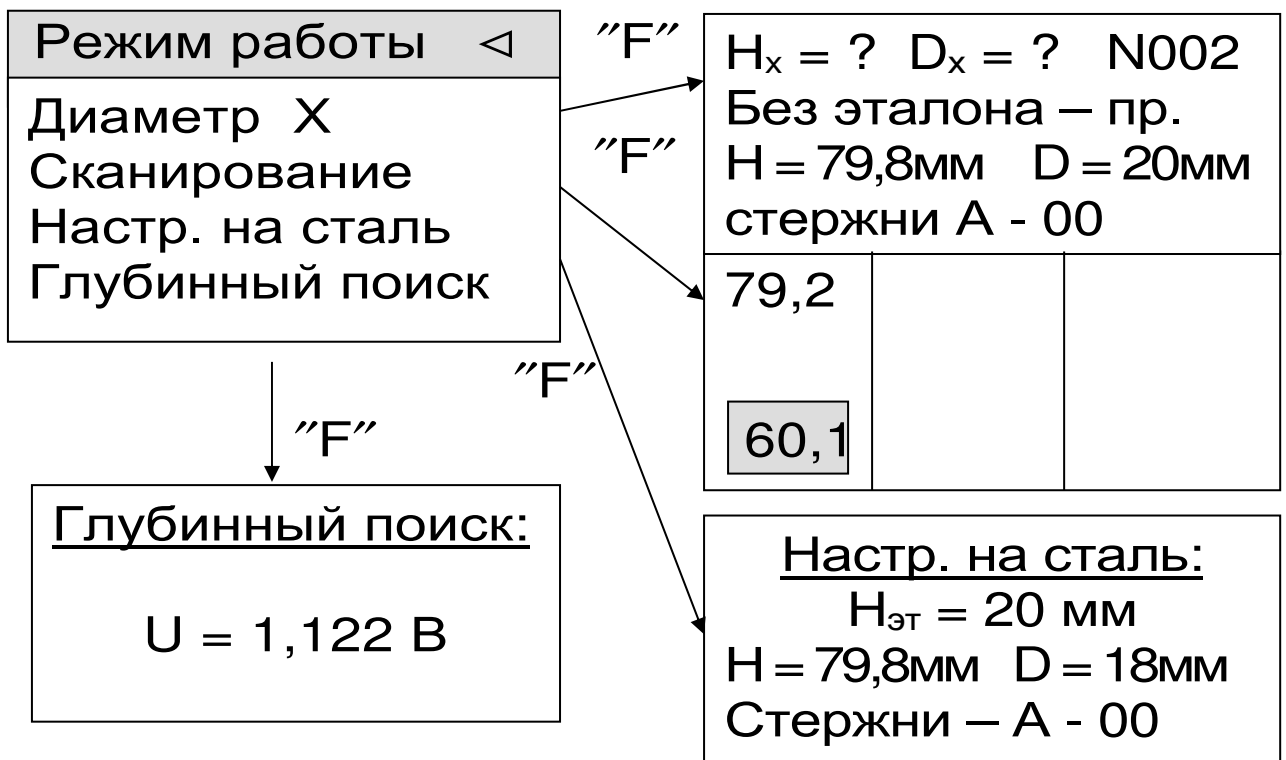 Режим работы ◁
Диаметр X
Сканирование
Настр. на сталь
Глубинный поиск
″F″
″F″
″F″
″F″
Hₓ = ? Dₓ = ? N002
Без эталона – пр.
H = 79,8мм D = 20мм
стержни А - 00
79,2
60,1
Глубинный поиск:
U = 1,122 В
Настр. на сталь:
Hэт = 20 мм
H = 79,8мм D = 18мм
Стержни – А - 00